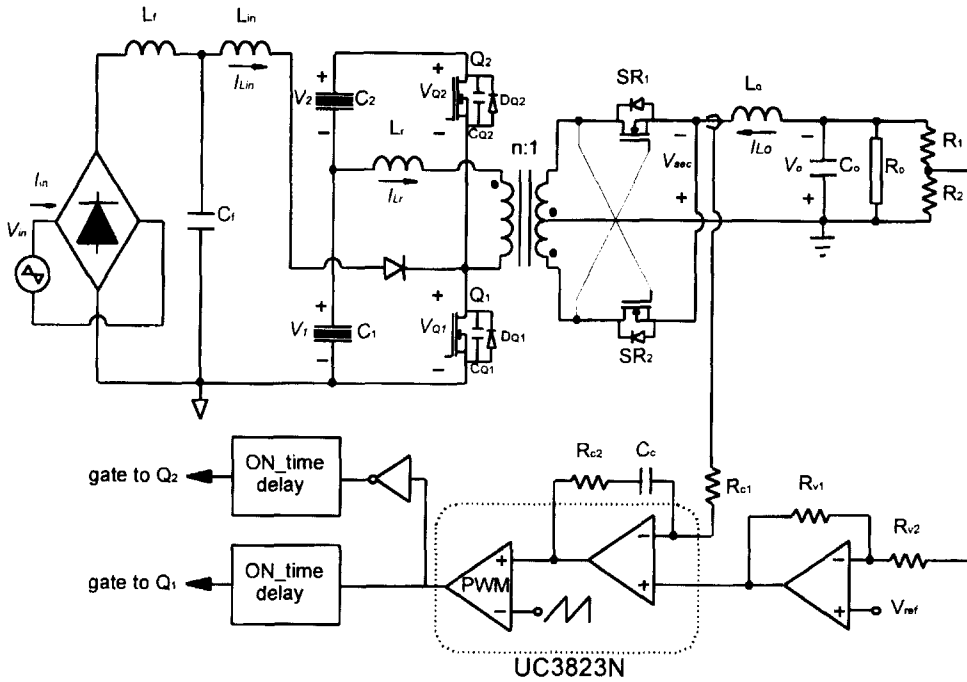 Lf
Lin
ILin
Iin
Vin
Cf
V2
C2
VQ2
Q2
DQ2
CQ2
Lr
ILr
n:1
V1
C1
VQ1
Q1
DQ1
CQ1
SR1
SR2
Vsec
Lo
ILo
Vo
Co
Ro
R1
R2
gate to Q2
ON_time
delay
gate to Q1
ON_time
delay
PWM
Rc2
Cc
Rc1
Rv1
Rv2
Vref
UC3823N